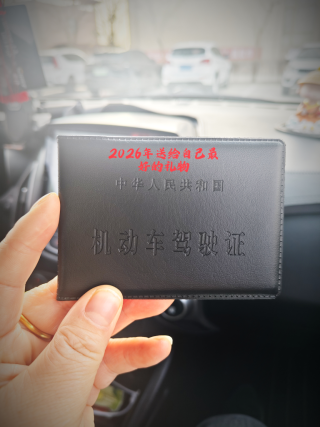 2026年送给自己最
好的礼物
中华人民共和国
机动车驾驶证